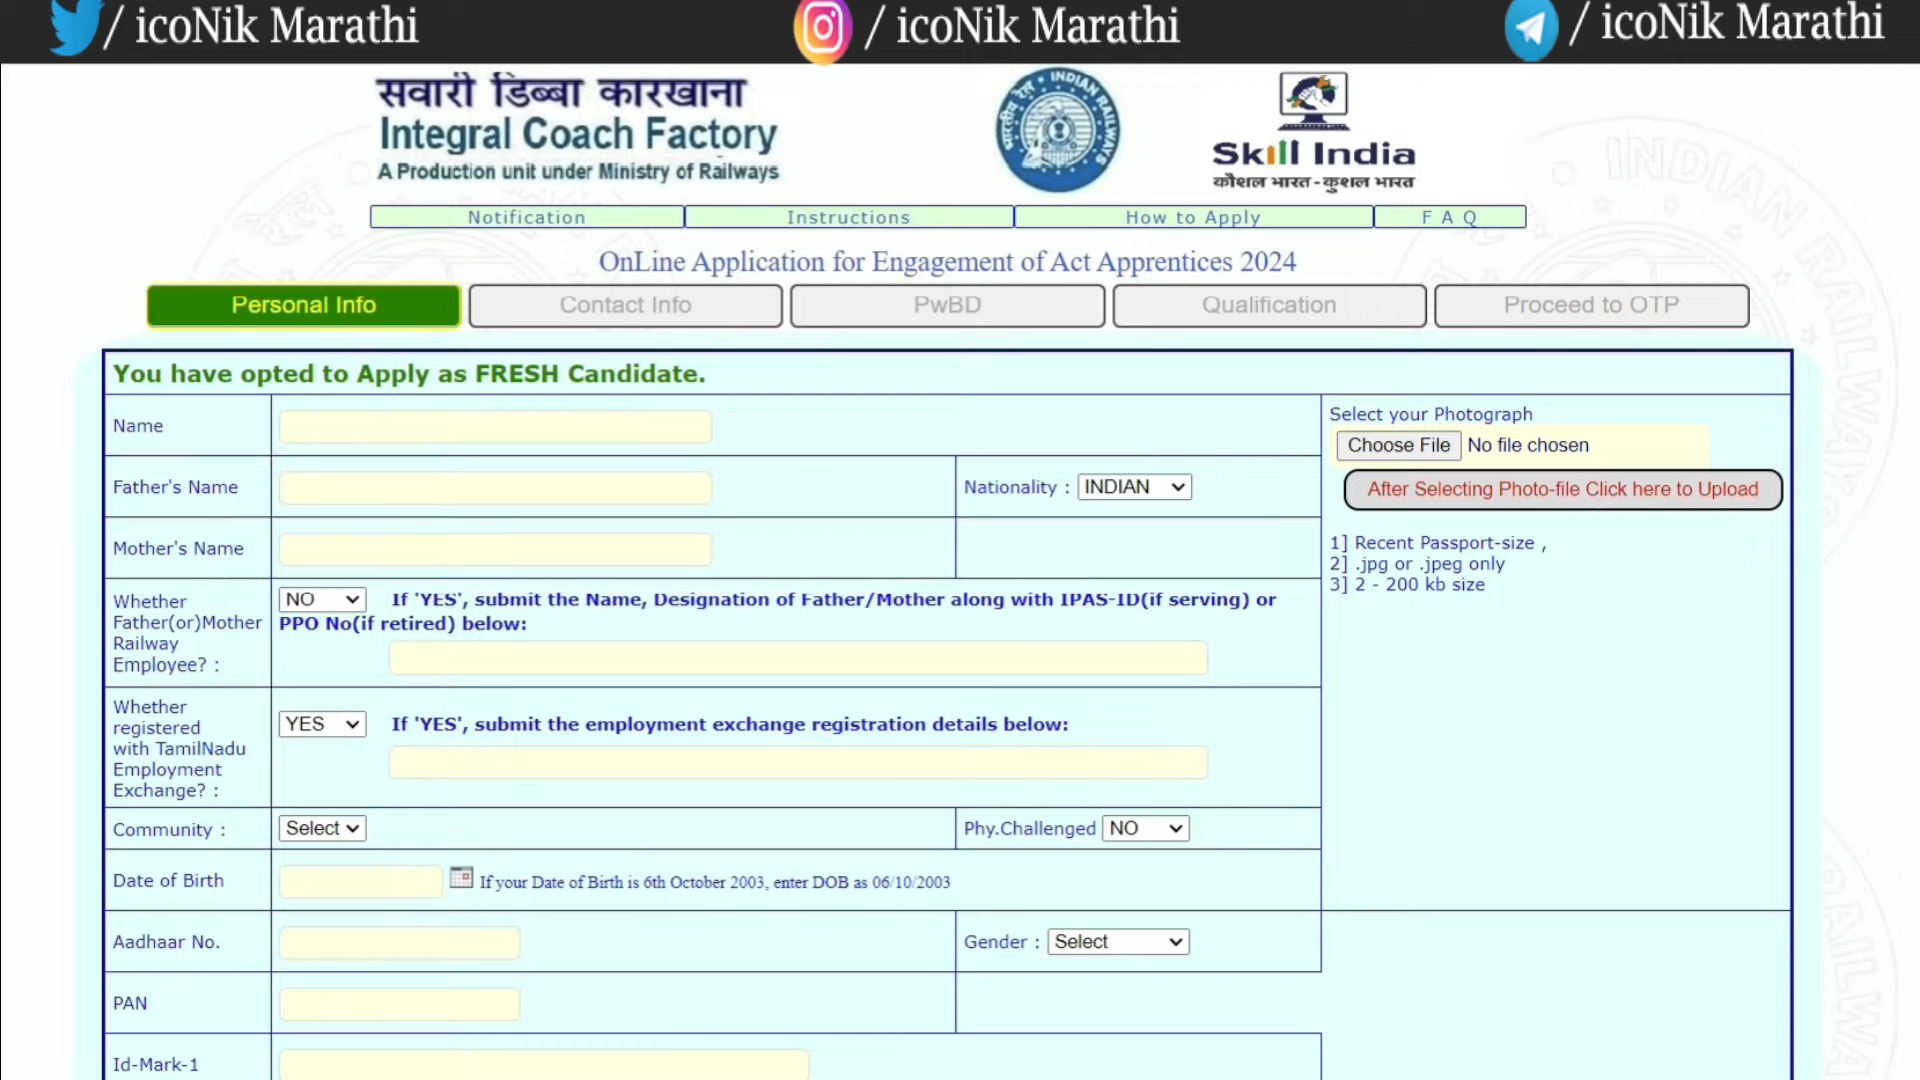 / icoNik Marathi / icoNik Marathi / icoNik Marathi
सवारी डिब्बा कारखाना
Integral Coach Factory
A Production unit under Ministry of Railways
INDIAN RAILWAYS
भारतीय रेल
Skill India
कौशल भारत - कुशल भारत
Notification Instructions How to Apply F A Q
OnLine Application for Engagement of Act Apprentices 2024
Personal Info Contact Info PwBD Qualification Proceed to OTP
You have opted to Apply as FRESH Candidate.
Name
Select your Photograph
Choose File No file chosen
After Selecting Photo-file Click here to Upload
1] Recent Passport-size ,
2] .jpg or .jpeg only
3] 2 - 200 kb size
Father's Name Nationality : INDIAN
Mother's Name
Whether
Father(or)Mother
Railway
Employee? :
NO If 'YES', submit the Name, Designation of Father/Mother along with IPAS-ID(if serving) or
PPO No(if retired) below:
Whether
registered
with TamilNadu
Employment
Exchange? :
YES If 'YES', submit the employment exchange registration details below:
Community : Select Phy.Challenged NO
Date of Birth If your Date of Birth is 6th October 2003, enter DOB as 06/10/2003
Aadhaar No. Gender : Select
PAN
Id-Mark-1
INDIAN RAILWAYS